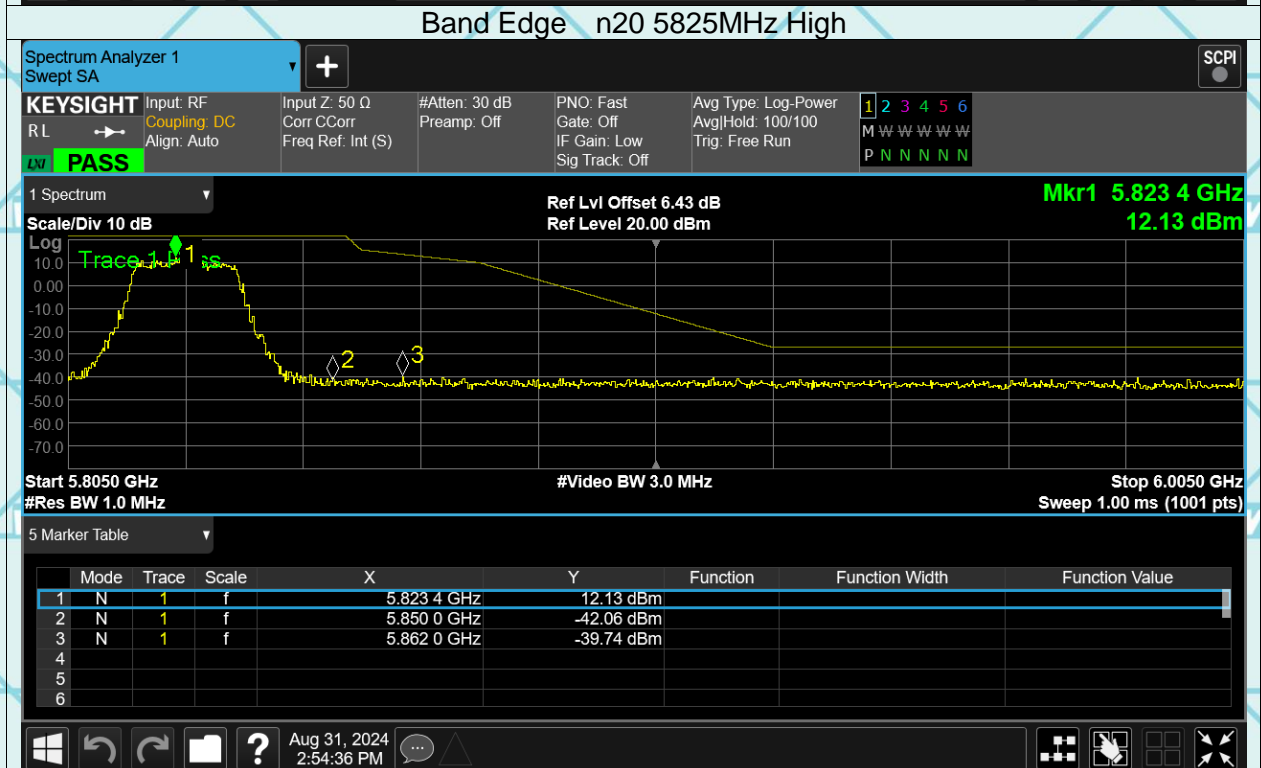 Band Edge n20 5825MHz High
Spectrum Analyzer 1
Swept SA
SCPI
KEYSIGHT
R L
LXI
PASS
Input: RF
Coupling: DC
Align: Auto
Input Z: 50 Ω
Corr CCorr
Freq Ref: Int (S)
#Atten: 30 dB
Preamp: Off
PNO: Fast
Gate: Off
IF Gain: Low
Sig Track: Off
Avg Type: Log-Power
Avg|Hold: 100/100
Trig: Free Run
1 2 3 4 5 6
M W W W W W
P N N N N N
1 Spectrum
Scale/Div 10 dB
Ref Lvl Offset 6.43 dB
Ref Level 20.00 dBm
Mkr1 5.823 4 GHz
12.13 dBm
Log
Trace 1
1
2
3
10.0
0.00
-10.0
-20.0
-30.0
-40.0
-50.0
-60.0
-70.0
Start 5.8050 GHz
#Res BW 1.0 MHz
#Video BW 3.0 MHz
Stop 6.0050 GHz
Sweep 1.00 ms (1001 pts)
5 Marker Table
Mode Trace Scale X Y Function Function Width Function Value
1 N 1 f 5.823 4 GHz 12.13 dBm
2 N 1 f 5.850 0 GHz -42.06 dBm
3 N 1 f 5.862 0 GHz -39.74 dBm
4
5
6
?
Aug 31, 2024
2:54:36 PM